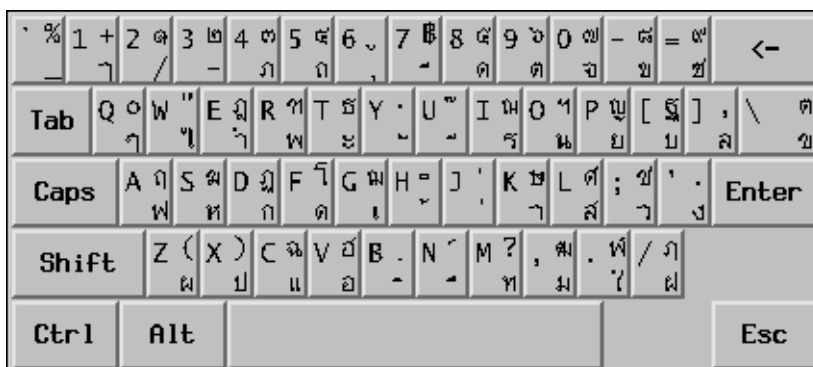 ` % 1 + 2 ๑ 3 ๒ 4 ๓ 5 ๔ 6 ู 7 ฿ 8 ๕ 9 ๖ 0 ๗ - ๘ = ๙ <-
_ ๅ / - ภ ถ ุ ึ ค ต จ ข ช
Tab Q ๐ W " E ฎ R ฑ T ธ Y ํ U ๊ I ณ O ฯ P ญ [ ฐ ] , \ ฅ
ๆ ไ ำ พ ะ ั ี ร น ย บ ล ฃ
Caps A ฤ S ฆ D ฏ F โ G ฌ H ็ J ๋ K ษ L ศ ; ซ ' . Enter
ฟ ห ก ด เ ้ ่ า ส ว ง
Shift Z ( X ) C ฉ V ฮ B ฺ N ์ M ? , ฒ . ฬ / ฦ
ผ ป แ อ ิ ื ท ม ใ ฝ
Ctrl Alt Esc